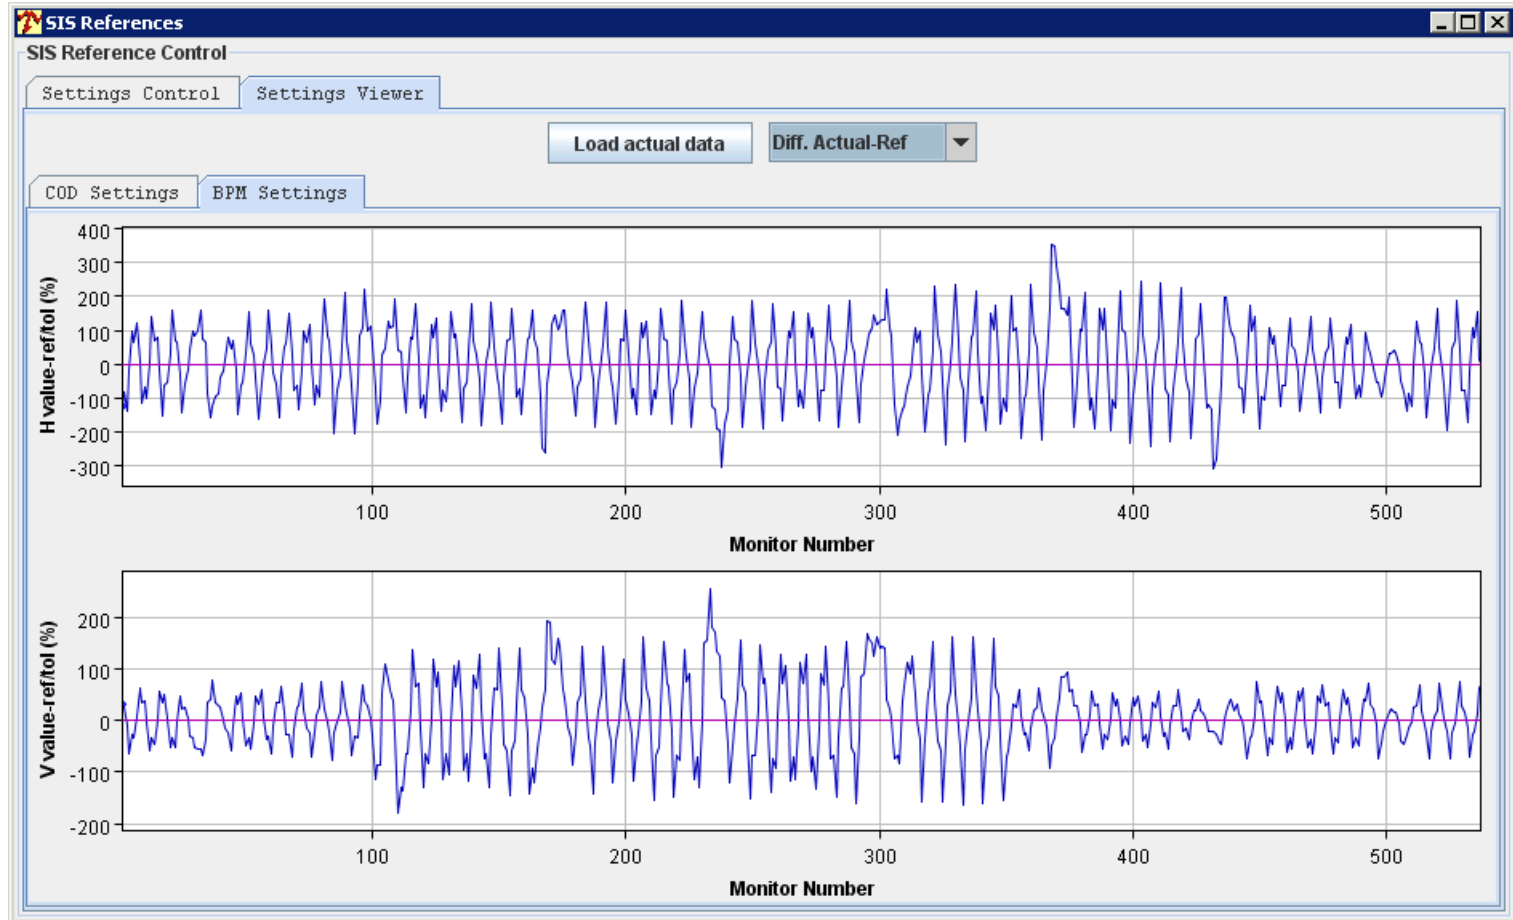 SIS References
SIS Reference Control
Settings Control Settings Viewer
Load actual data Diff. Actual-Ref
COD Settings BPM Settings
H value-ref/tol (%)
400
300
200
100
0
-100
-200
-300
100 200 300 400 500
Monitor Number
V value-ref/tol (%)
200
100
0
-100
-200
100 200 300 400 500
Monitor Number